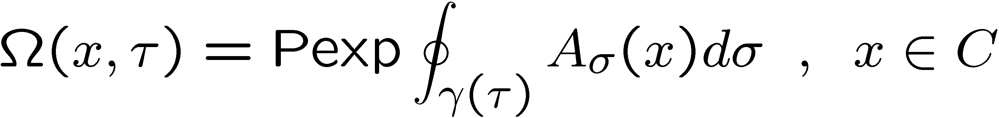 Ω(x, τ) = Pexp ∮_{γ(τ)} A_σ(x)dσ , x ∈ C